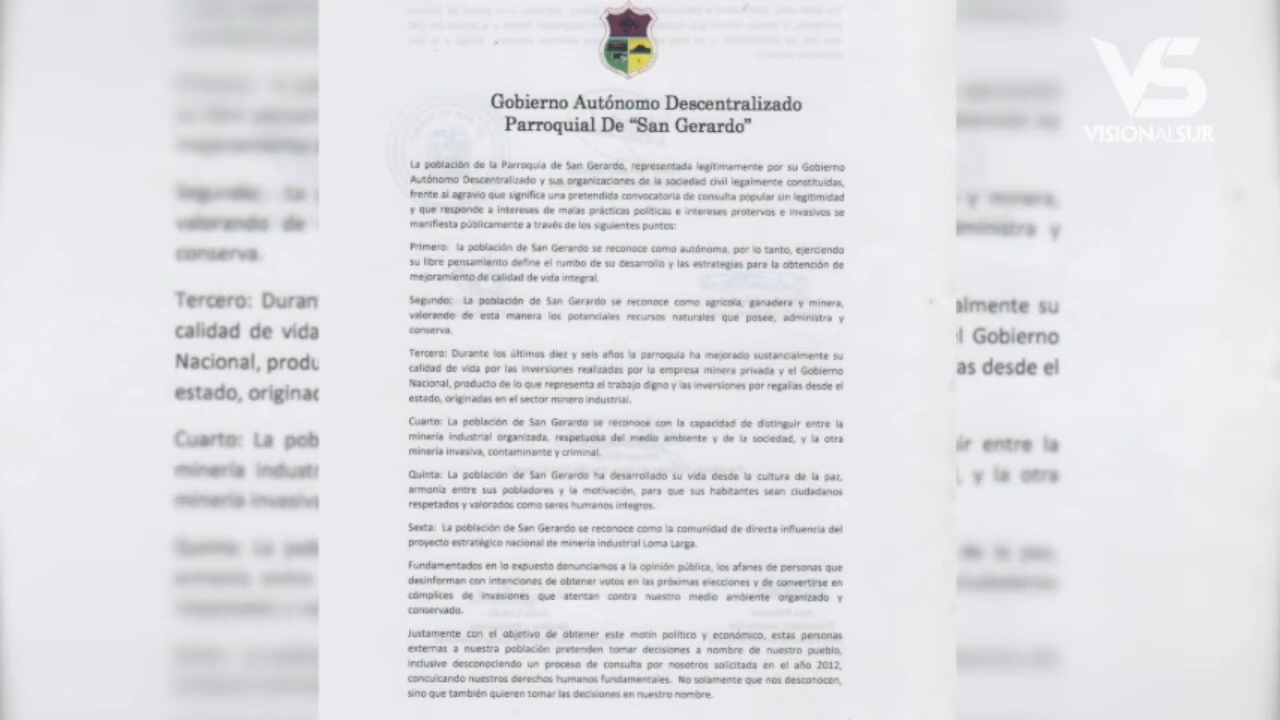 VS
VISIÓNALSUR
Gobierno Autónomo Descentralizado
Parroquial De “San Gerardo”
La población de la Parroquia de San Gerardo, representada legítimamente por su Gobierno
Autónomo Descentralizado y sus organizaciones de la sociedad civil legalmente constituidas,
frente al agravio que significa una pretendida convocatoria de consulta popular sin legitimidad
y que responde a intereses de malas prácticas políticas e intereses protervos e invasivos se
manifiesta públicamente a través de los siguientes puntos:
Primero: la población de San Gerardo se reconoce como autónoma, por lo tanto, ejerciendo
su libre pensamiento define el rumbo de su desarrollo y las estrategias para la obtención de
mejoramiento de calidad de vida integral.
Segundo: La población de San Gerardo se reconoce como agrícola, ganadera y minera,
valorando de esta manera los potenciales recursos naturales que posee, administra y
conserva.
Tercero: Durante los últimos diez y seis años la parroquia ha mejorado sustancialmente su
calidad de vida por las inversiones realizadas por la empresa minera privada y el Gobierno
Nacional, producto de lo que representa el trabajo digno y las inversiones por regalías desde el
estado, originadas en el sector minero industrial.
Cuarto: La población de San Gerardo se reconoce con la capacidad de distinguir entre la
minería industrial organizada, respetuosa del medio ambiente y de la sociedad, y la otra
minería invasiva, contaminante y criminal.
Quinta: La población de San Gerardo ha desarrollado su vida desde la cultura de la paz,
armonía entre sus pobladores y la motivación, para que sus habitantes sean ciudadanos
respetados y valorados como seres humanos íntegros.
Sexta: La población de San Gerardo se reconoce como la comunidad de directa influencia del
proyecto estratégico nacional de minería industrial Loma Larga.
Fundamentados en lo expuesto denunciamos a la opinión pública, los afanes de personas que
desinforman con intenciones de obtener votos en las próximas elecciones y de convertirse en
cómplices de invasiones que atentan contra nuestro medio ambiente organizado y
conservado.
Justamente con el objetivo de obtener este motín político y económico, estas personas
externas a nuestra población pretenden tomar decisiones a nombre de nuestro pueblo,
inclusive desconociendo un proceso de consulta por nosotros solicitada en el año 2012,
conculcando nuestros derechos humanos fundamentales. No solamente que nos desconocen,
sino que también quieren tomar las decisiones en nuestro nombre.